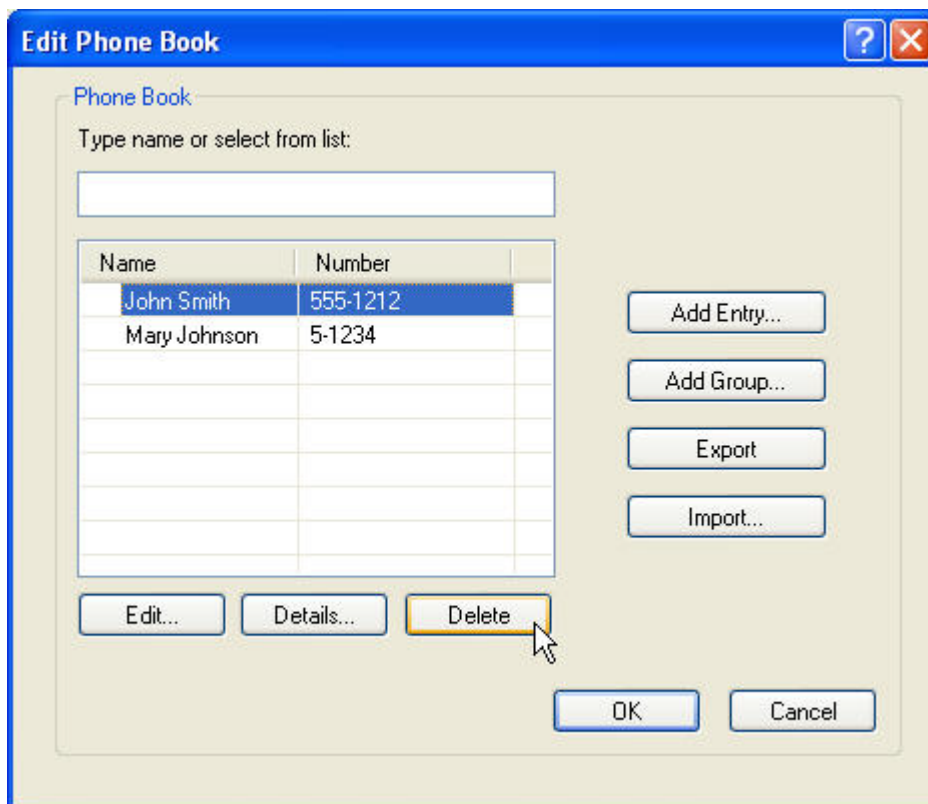 Edit Phone Book
?
Phone Book
Type name or select from list:
Name Number
John Smith 555-1212
Mary Johnson 5-1234
Add Entry...
Add Group...
Export
Import...
Edit... Details... Delete
OK Cancel